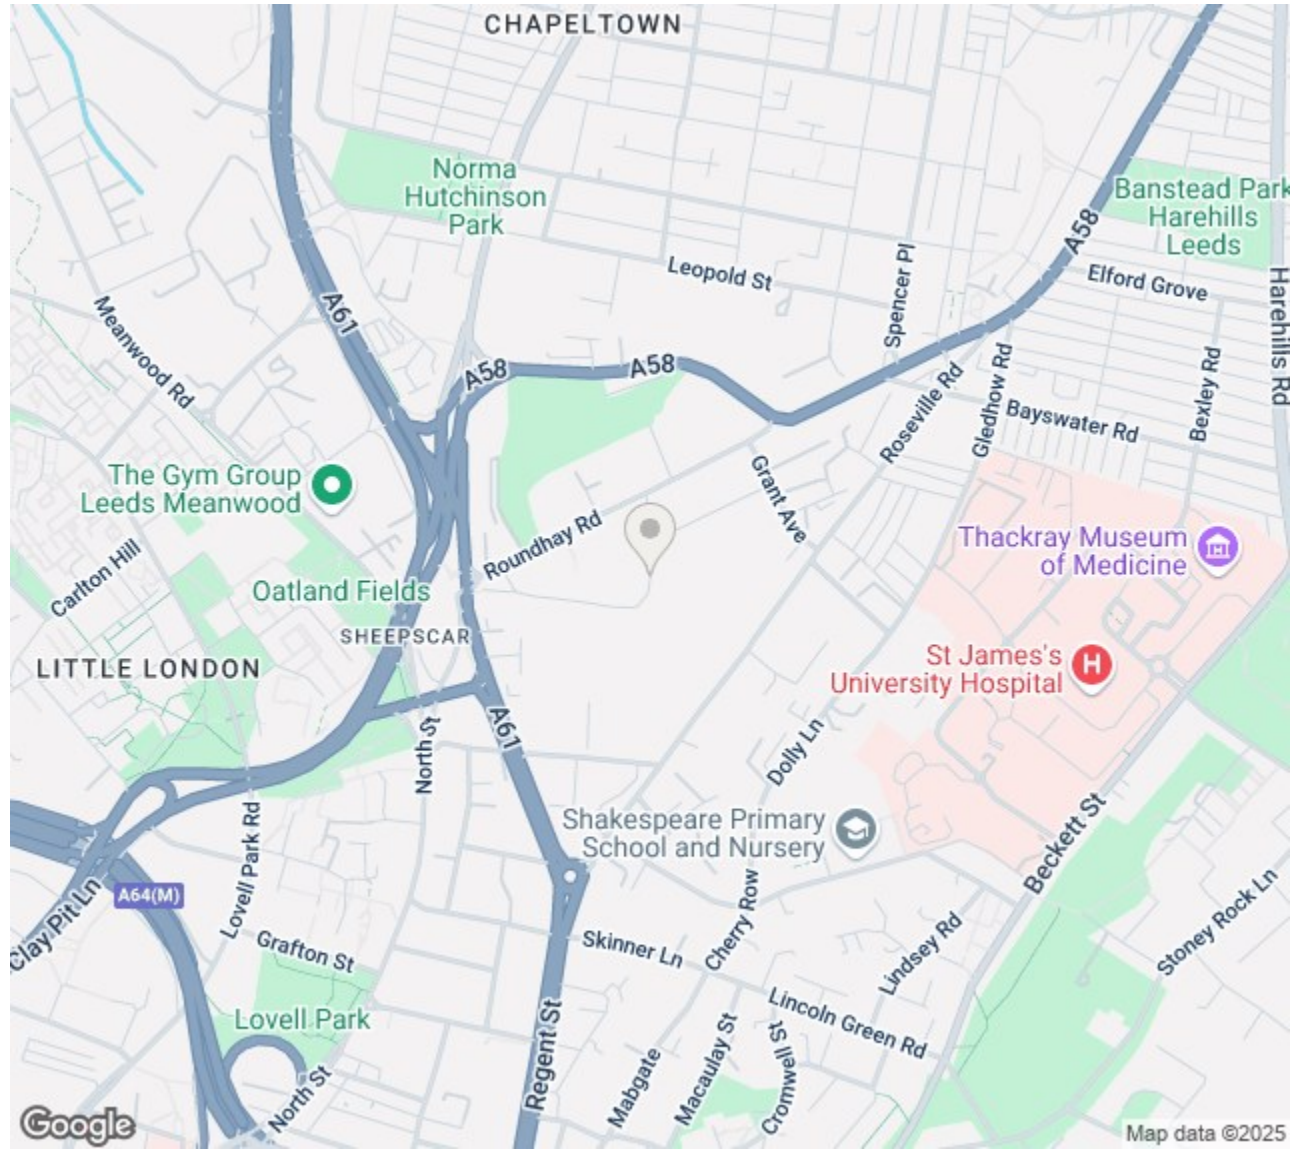 CHAPELTOWN
Norma
Hutchinson
Park
Banstead Park
Harehills
Leeds
A58
Spencer Pl
Leopold St
Elford Grove
Harehills Rd
A61
Meanwood Rd
A58
A58
Bexley Rd
Roseville Rd
Gledhow Rd
Bayswater Rd
The Gym Group
Leeds Meanwood
Grant Ave
Roundhay Rd
Thackray Museum
of Medicine
Carlton Hill
Oatland Fields
SHEEPSCAR
LITTLE LONDON
St James's
University Hospital
H
North St
A61
Dolly Ln
Lovell Park Rd
Shakespeare Primary
School and Nursery
Beckett St
A64(M)
Clay Pit Ln
Grafton St
Skinner Ln
Cherry Row
Lindsey Rd
Stoney Rock Ln
Lovell Park
Lincoln Green Rd
Regent St
North St
Mabgate
Macaulay St
Cromwell St
Google
Map data ©2025